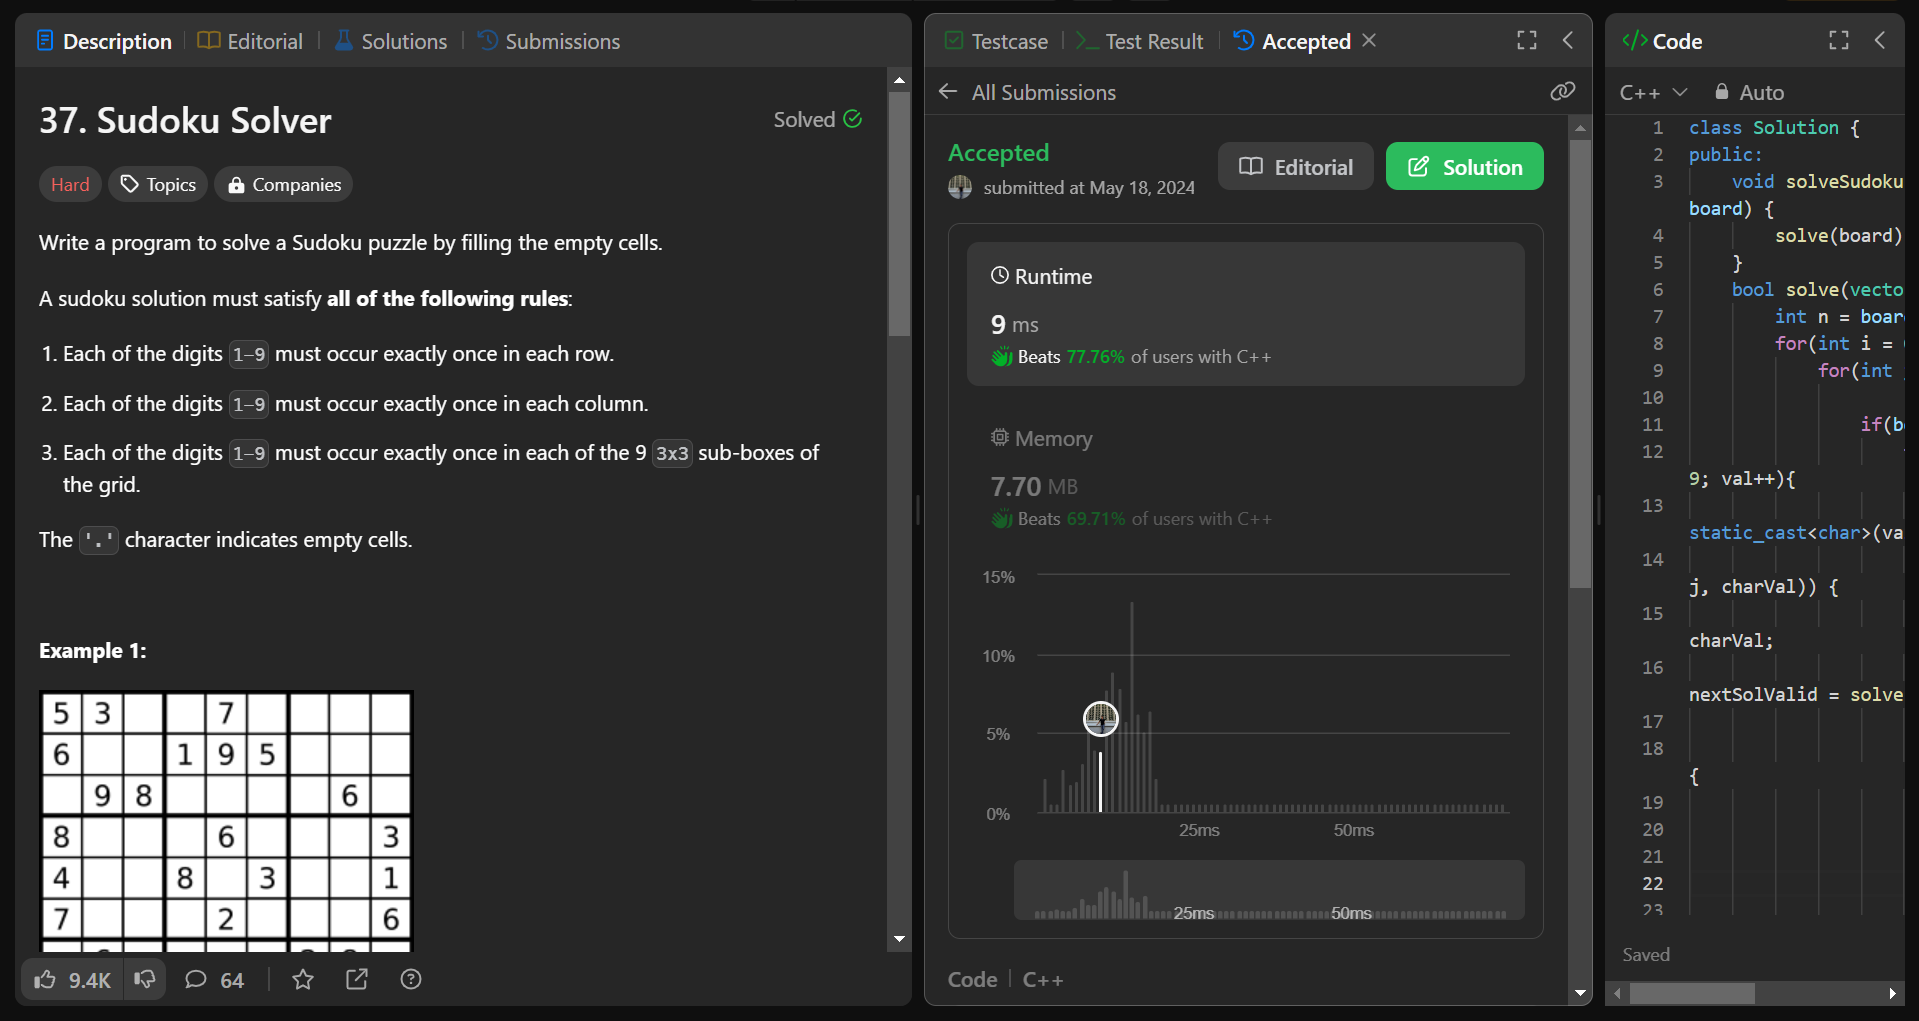 Description
Editorial
Solutions
Submissions
37. Sudoku Solver
Solved
Hard
Topics
Companies
Write a program to solve a Sudoku puzzle by filling the empty cells.
A sudoku solution must satisfy all of the following rules:
1. Each of the digits 1-9 must occur exactly once in each row.
2. Each of the digits 1-9 must occur exactly once in each column.
3. Each of the digits 1-9 must occur exactly once in each of the 9 3x3 sub-boxes of
the grid.
The '.' character indicates empty cells.
Example 1:
5 3 7
6 1 9 5
9 8 6
8 6 3
4 8 3 1
7 2 6
9.4K
64
Testcase
Test Result
Accepted
All Submissions
Accepted
submitted at May 18, 2024
Editorial
Solution
Runtime
9 ms
Beats 77.76% of users with C++
Memory
7.70 MB
Beats 69.71% of users with C++
15%
10%
5%
0%
25ms 50ms
25ms 50ms
Code | C++
</> Code
C++
Auto
1 class Solution {
2 public:
3 void solveSudoku
board) {
4 solve(board)
5 }
6 bool solve(vecto
7 int n = boar
8 for(int i =
9 for(int
10
11 if(b
12
9; val++){
13
static_cast<char>(va
14
j, charVal)) {
15
charVal;
16
nextSolValid = solve
17
18
{
19
20
21
22
23
Saved